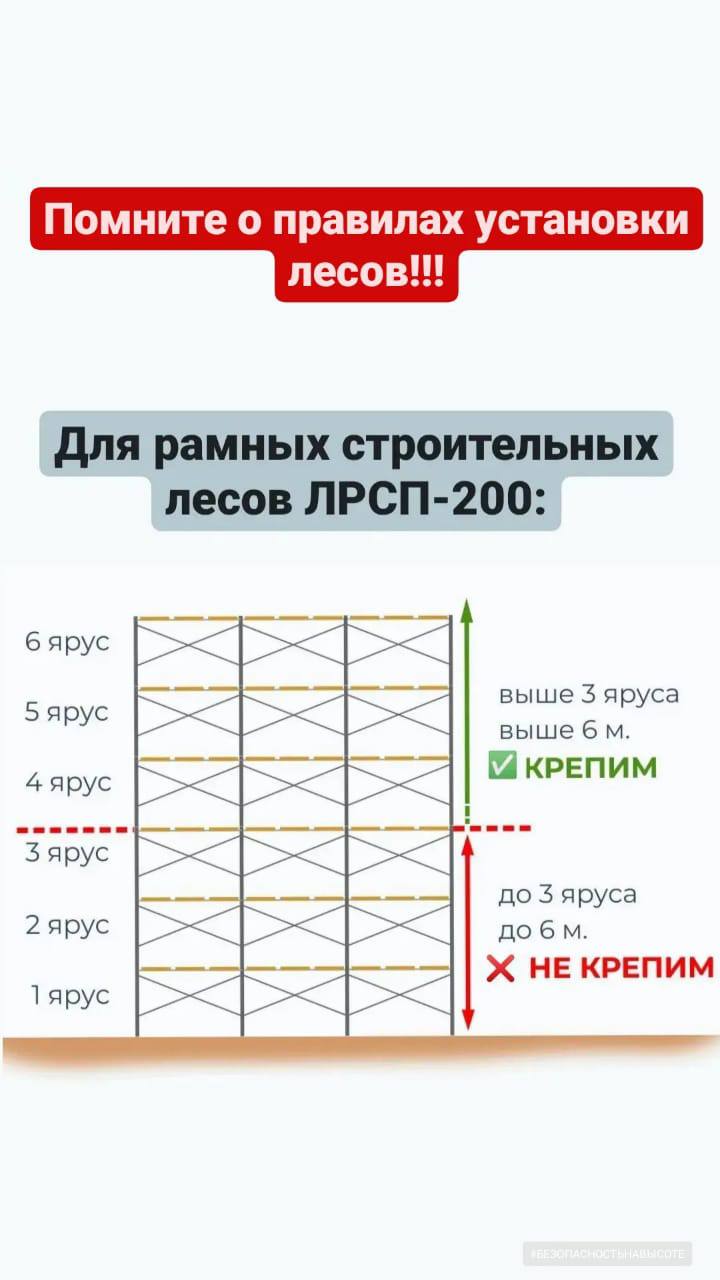 Помните о правилах установки
лесов!!!
Для рамных строительных
лесов ЛРСП-200:
6 ярус
5 ярус
4 ярус
3 ярус
2 ярус
1 ярус
выше 3 яруса
выше 6 м.
✅ КРЕПИМ
до 3 яруса
до 6 м.
❌ НЕ КРЕПИМ
#БЕЗОПАСНОСТЬНАВЫСОТЕ